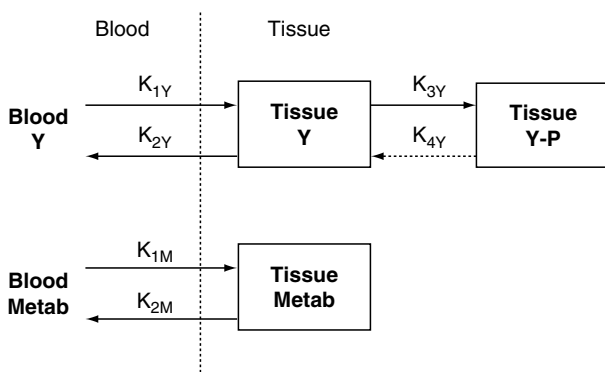 Blood Tissue
K1Y K3Y
Blood
Y
Tissue
Y
Tissue
Y-P
K2Y K4Y
K1M
Blood
Metab
Tissue
Metab
K2M